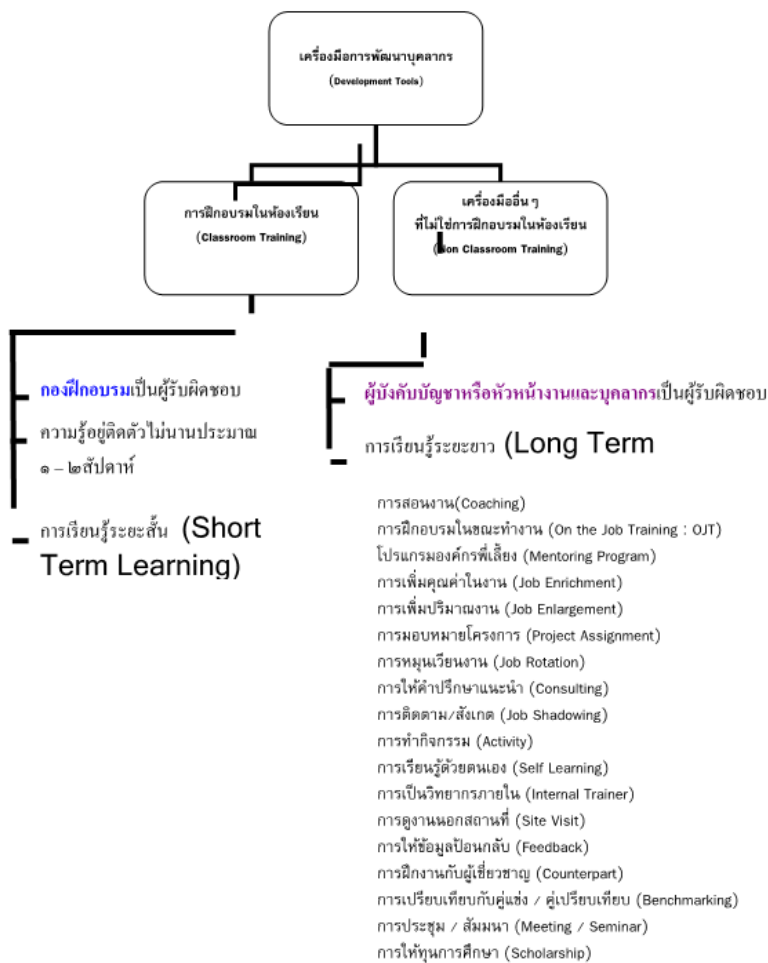 เครื่องมือการพัฒนาบุคลากร
(Development Tools)
การฝึกอบรมในห้องเรียน
(Classroom Training)
เครื่องมืออื่น ๆ
ที่ไม่ใช่การฝึกอบรมในห้องเรียน
(Non Classroom Training)
กองฝึกอบรมเป็นผู้รับผิดชอบ
ความรู้อยู่ติดตัวไม่นานประมาณ
๑ – ๒ สัปดาห์
การเรียนรู้ระยะสั้น (Short
Term Learning)
ผู้บังคับบัญชาหรือหัวหน้างานและบุคลากรเป็นผู้รับผิดชอบ
การเรียนรู้ระยะยาว (Long Term
การสอนงาน(Coaching)
การฝึกอบรมในขณะทำงาน (On the Job Training : OJT)
โปรแกรมองค์กรพี่เลี้ยง (Mentoring Program)
การเพิ่มคุณค่าในงาน (Job Enrichment)
การเพิ่มปริมาณงาน (Job Enlargement)
การมอบหมายโครงการ (Project Assignment)
การหมุนเวียนงาน (Job Rotation)
การให้คำปรึกษาแนะนำ (Consulting)
การติดตาม/สังเกต (Job Shadowing)
การทำกิจกรรม (Activity)
การเรียนรู้ด้วยตนเอง (Self Learning)
การเป็นวิทยากรภายใน (Internal Trainer)
การดูงานนอกสถานที่ (Site Visit)
การให้ข้อมูลป้อนกลับ (Feedback)
การฝึกงานกับผู้เชี่ยวชาญ (Counterpart)
การเปรียบเทียบกับคู่แข่ง / คู่เปรียบเทียบ (Benchmarking)
การประชุม / สัมมนา (Meeting / Seminar)
การให้ทุนการศึกษา (Scholarship)